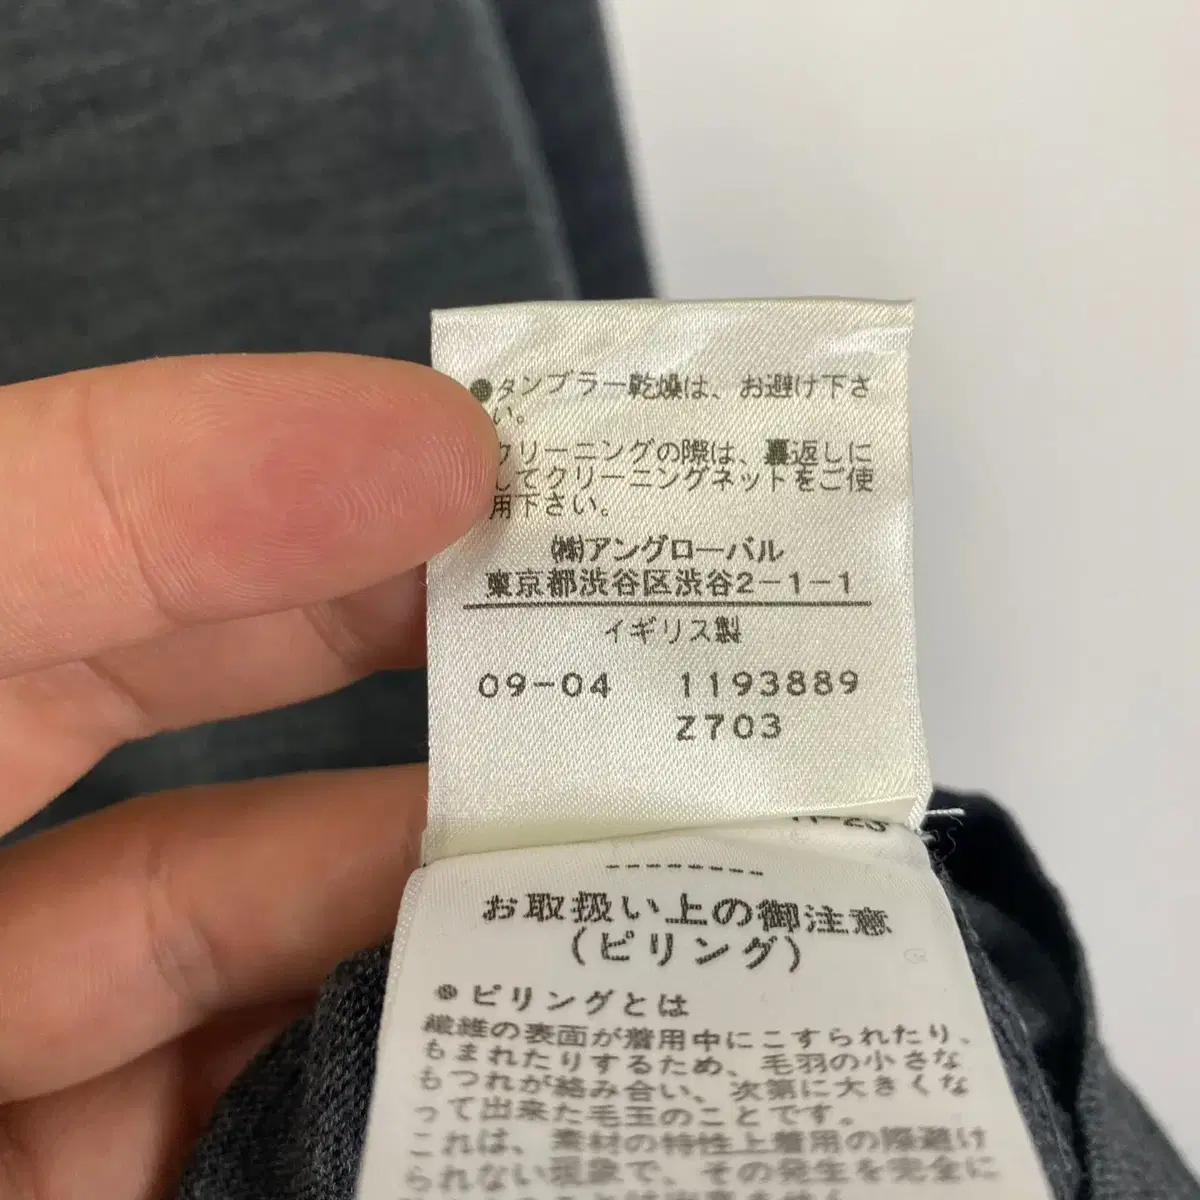 ●タンブラー乾燥は、お避け下さ
い。
クリーニングの際は、裏返しに
してクリーニングネットをご使
用下さい。
㈱アングローバル
東京都渋谷区渋谷2-1-1
イギリス製
09-04 1193889
Z703
--------
お取扱い上の御注意
(ピリング)
●ピリングとは
繊維の表面が着用中にこすられたり、
もまれたりするため、毛羽の小さな
もつれが絡み合い、次第に大きくな
って出来た毛玉のことです。
これは、素材の特性上着用の際避け
られない現象で、その発生を完全に